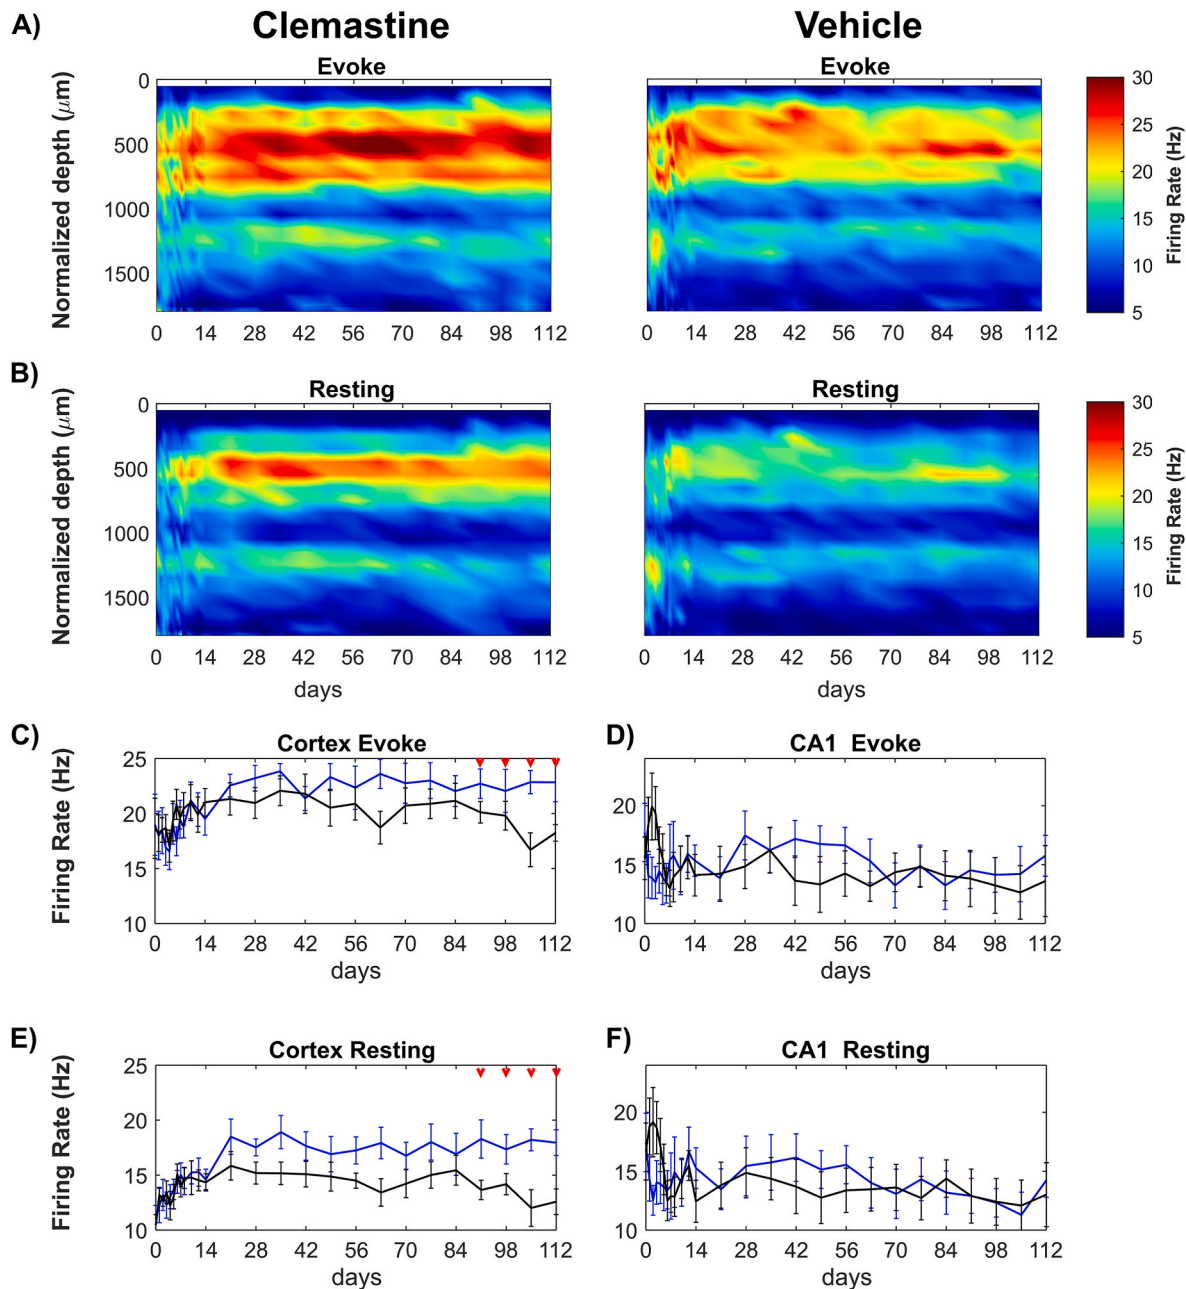 A)
Clemastine
Vehicle
Evoke
Evoke
Normalized depth (μm)
0
500
1000
1500
0 14 28 42 56 70 84 98 112
0 14 28 42 56 70 84 98 112
30
25
20
15
10
5
Firing Rate (Hz)
B)
Resting
Resting
Normalized depth (μm)
0
500
1000
1500
0 14 28 42 56 70 84 98 112
days
0 14 28 42 56 70 84 98 112
days
30
25
20
15
10
5
Firing Rate (Hz)
C)
Cortex Evoke
Firing Rate (Hz)
25
20
15
10
0 14 28 42 56 70 84 98 112
days
D)
CA1 Evoke
20
15
10
0 14 28 42 56 70 84 98 112
days
E)
Cortex Resting
Firing Rate (Hz)
25
20
15
10
0 14 28 42 56 70 84 98 112
days
F)
CA1 Resting
20
15
10
0 14 28 42 56 70 84 98 112
days